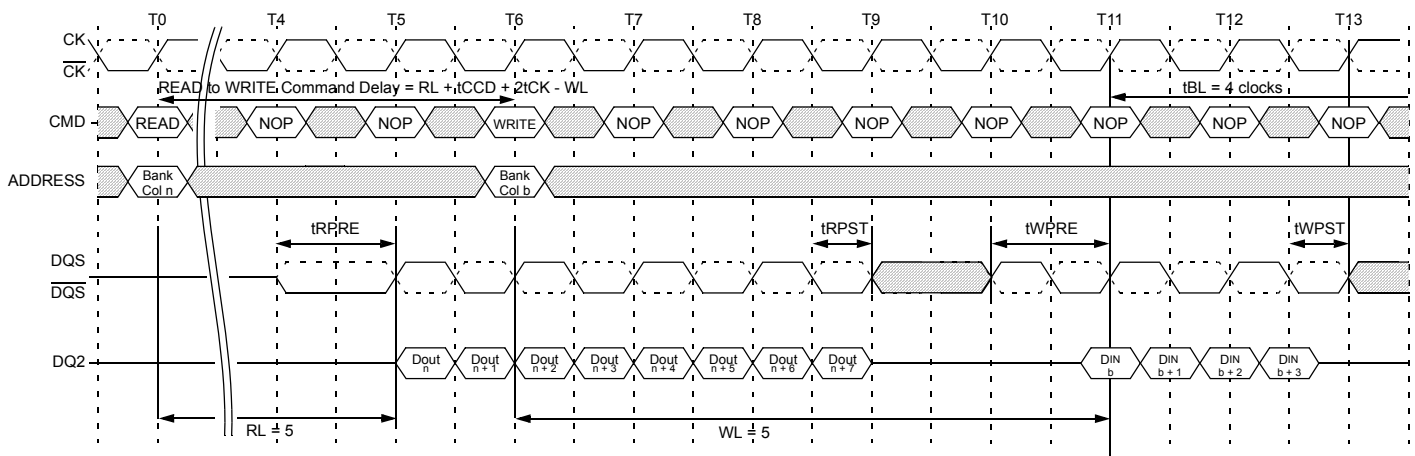 T0 T4 T5 T6 T7 T8 T9 T10 T11 T12 T13
CK
CK
READ to WRITE Command Delay = RL + tCCD + 2tCK - WL
tBL = 4 clocks
CMD READ NOP NOP WRITE NOP NOP NOP NOP NOP NOP NOP
ADDRESS
Bank Bank
Col n Col b
tRPRE tRPST tWPRE tWPST
DQS
DQS
DQ2
Dout Dout Dout Dout Dout Dout Dout Dout DIN DIN DIN DIN
n n + 1 n + 2 n + 3 n + 4 n + 5 n + 6 n + 7 b b + 1 b + 2 b + 3
RL = 5 WL = 5